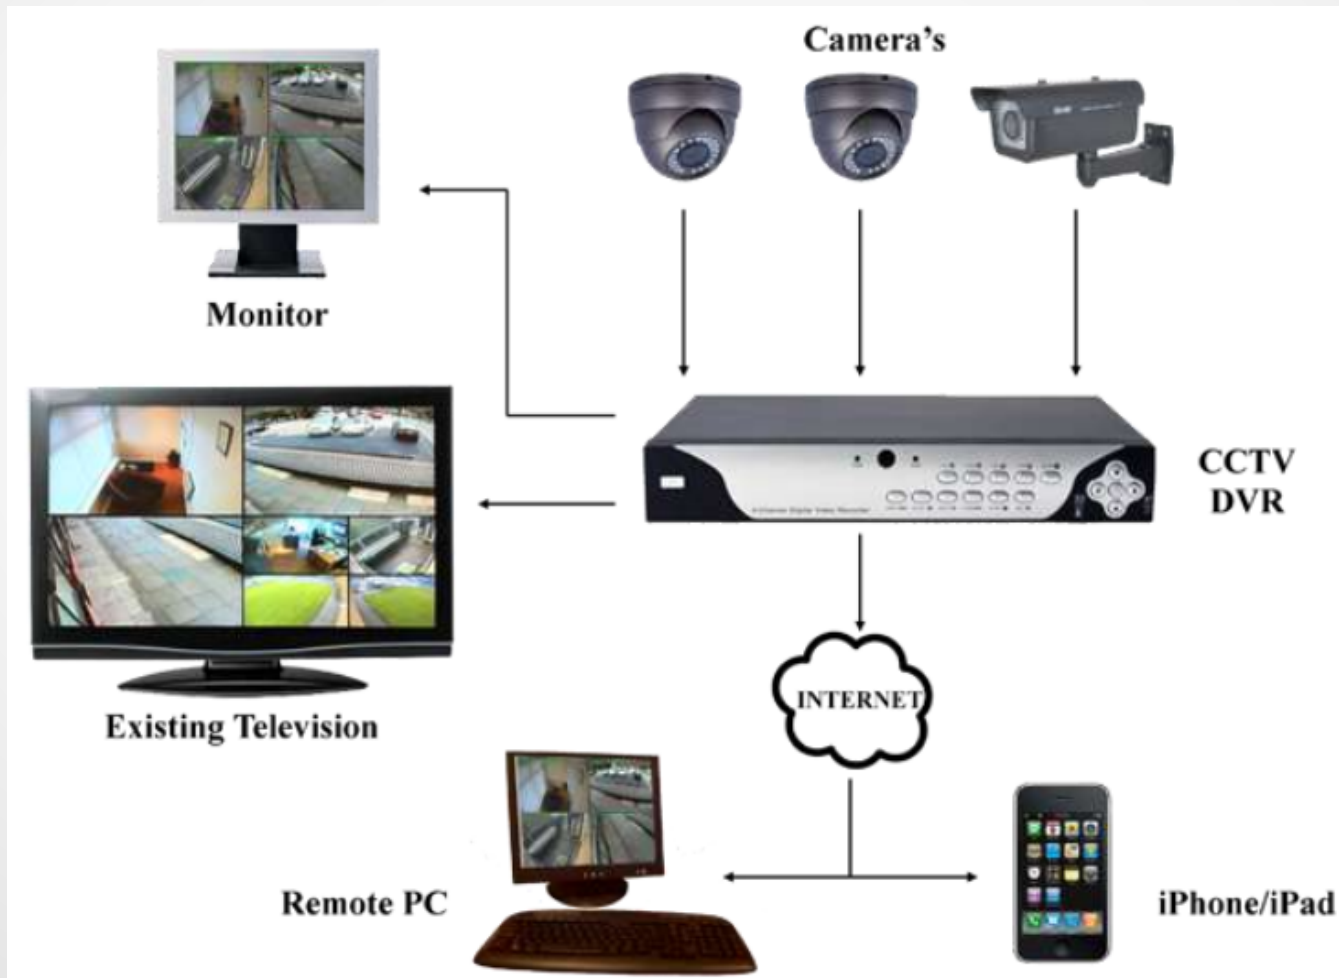 Camera's
Monitor
CCTV
DVR
Existing Television
INTERNET
Remote PC
iPhone/iPad